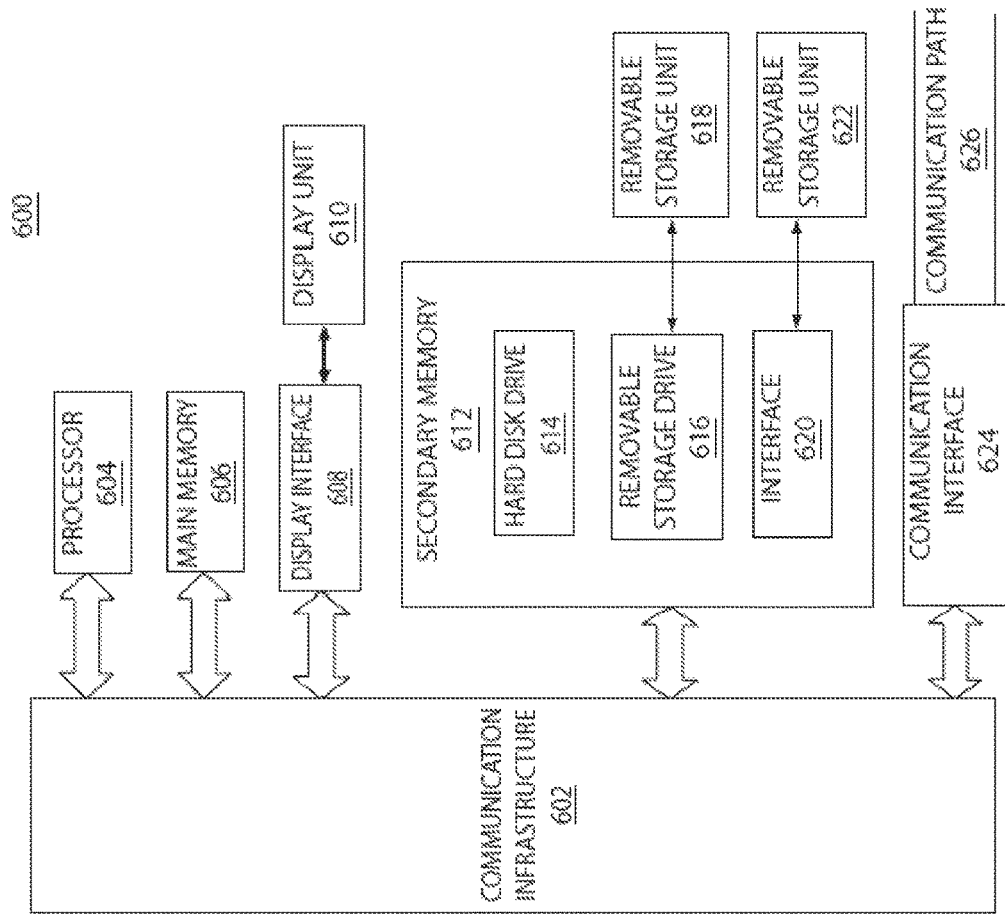 600
COMMUNICATION
INFRASTRUCTURE
602
PROCESSOR
604
MAIN MEMORY
606
DISPLAY INTERFACE
608
DISPLAY UNIT
610
SECONDARY MEMORY
612
HARD DISK DRIVE
614
REMOVABLE
STORAGE DRIVE
616
REMOVABLE
STORAGE UNIT
618
INTERFACE
620
REMOVABLE
STORAGE UNIT
622
COMMUNICATION
INTERFACE
624
COMMUNICATION PATH
626